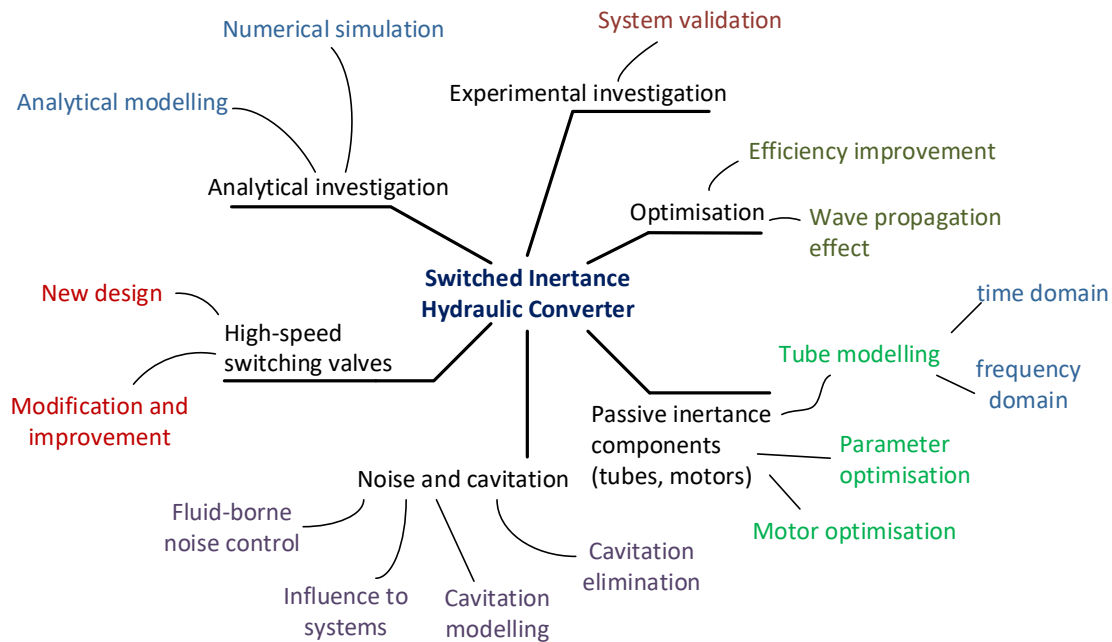 Numerical simulation
System validation
Analytical modelling
Experimental investigation
Efficiency improvement
Analytical investigation
Optimisation
Wave propagation
effect
Switched Inertance
Hydraulic Converter
New design
time domain
High-speed
switching valves
Tube modelling
frequency
domain
Modification and
improvement
Passive inertance
components
(tubes, motors)
Parameter
optimisation
Noise and cavitation
Motor optimisation
Fluid-borne
noise control
Cavitation
elimination
Influence to
systems
Cavitation
modelling